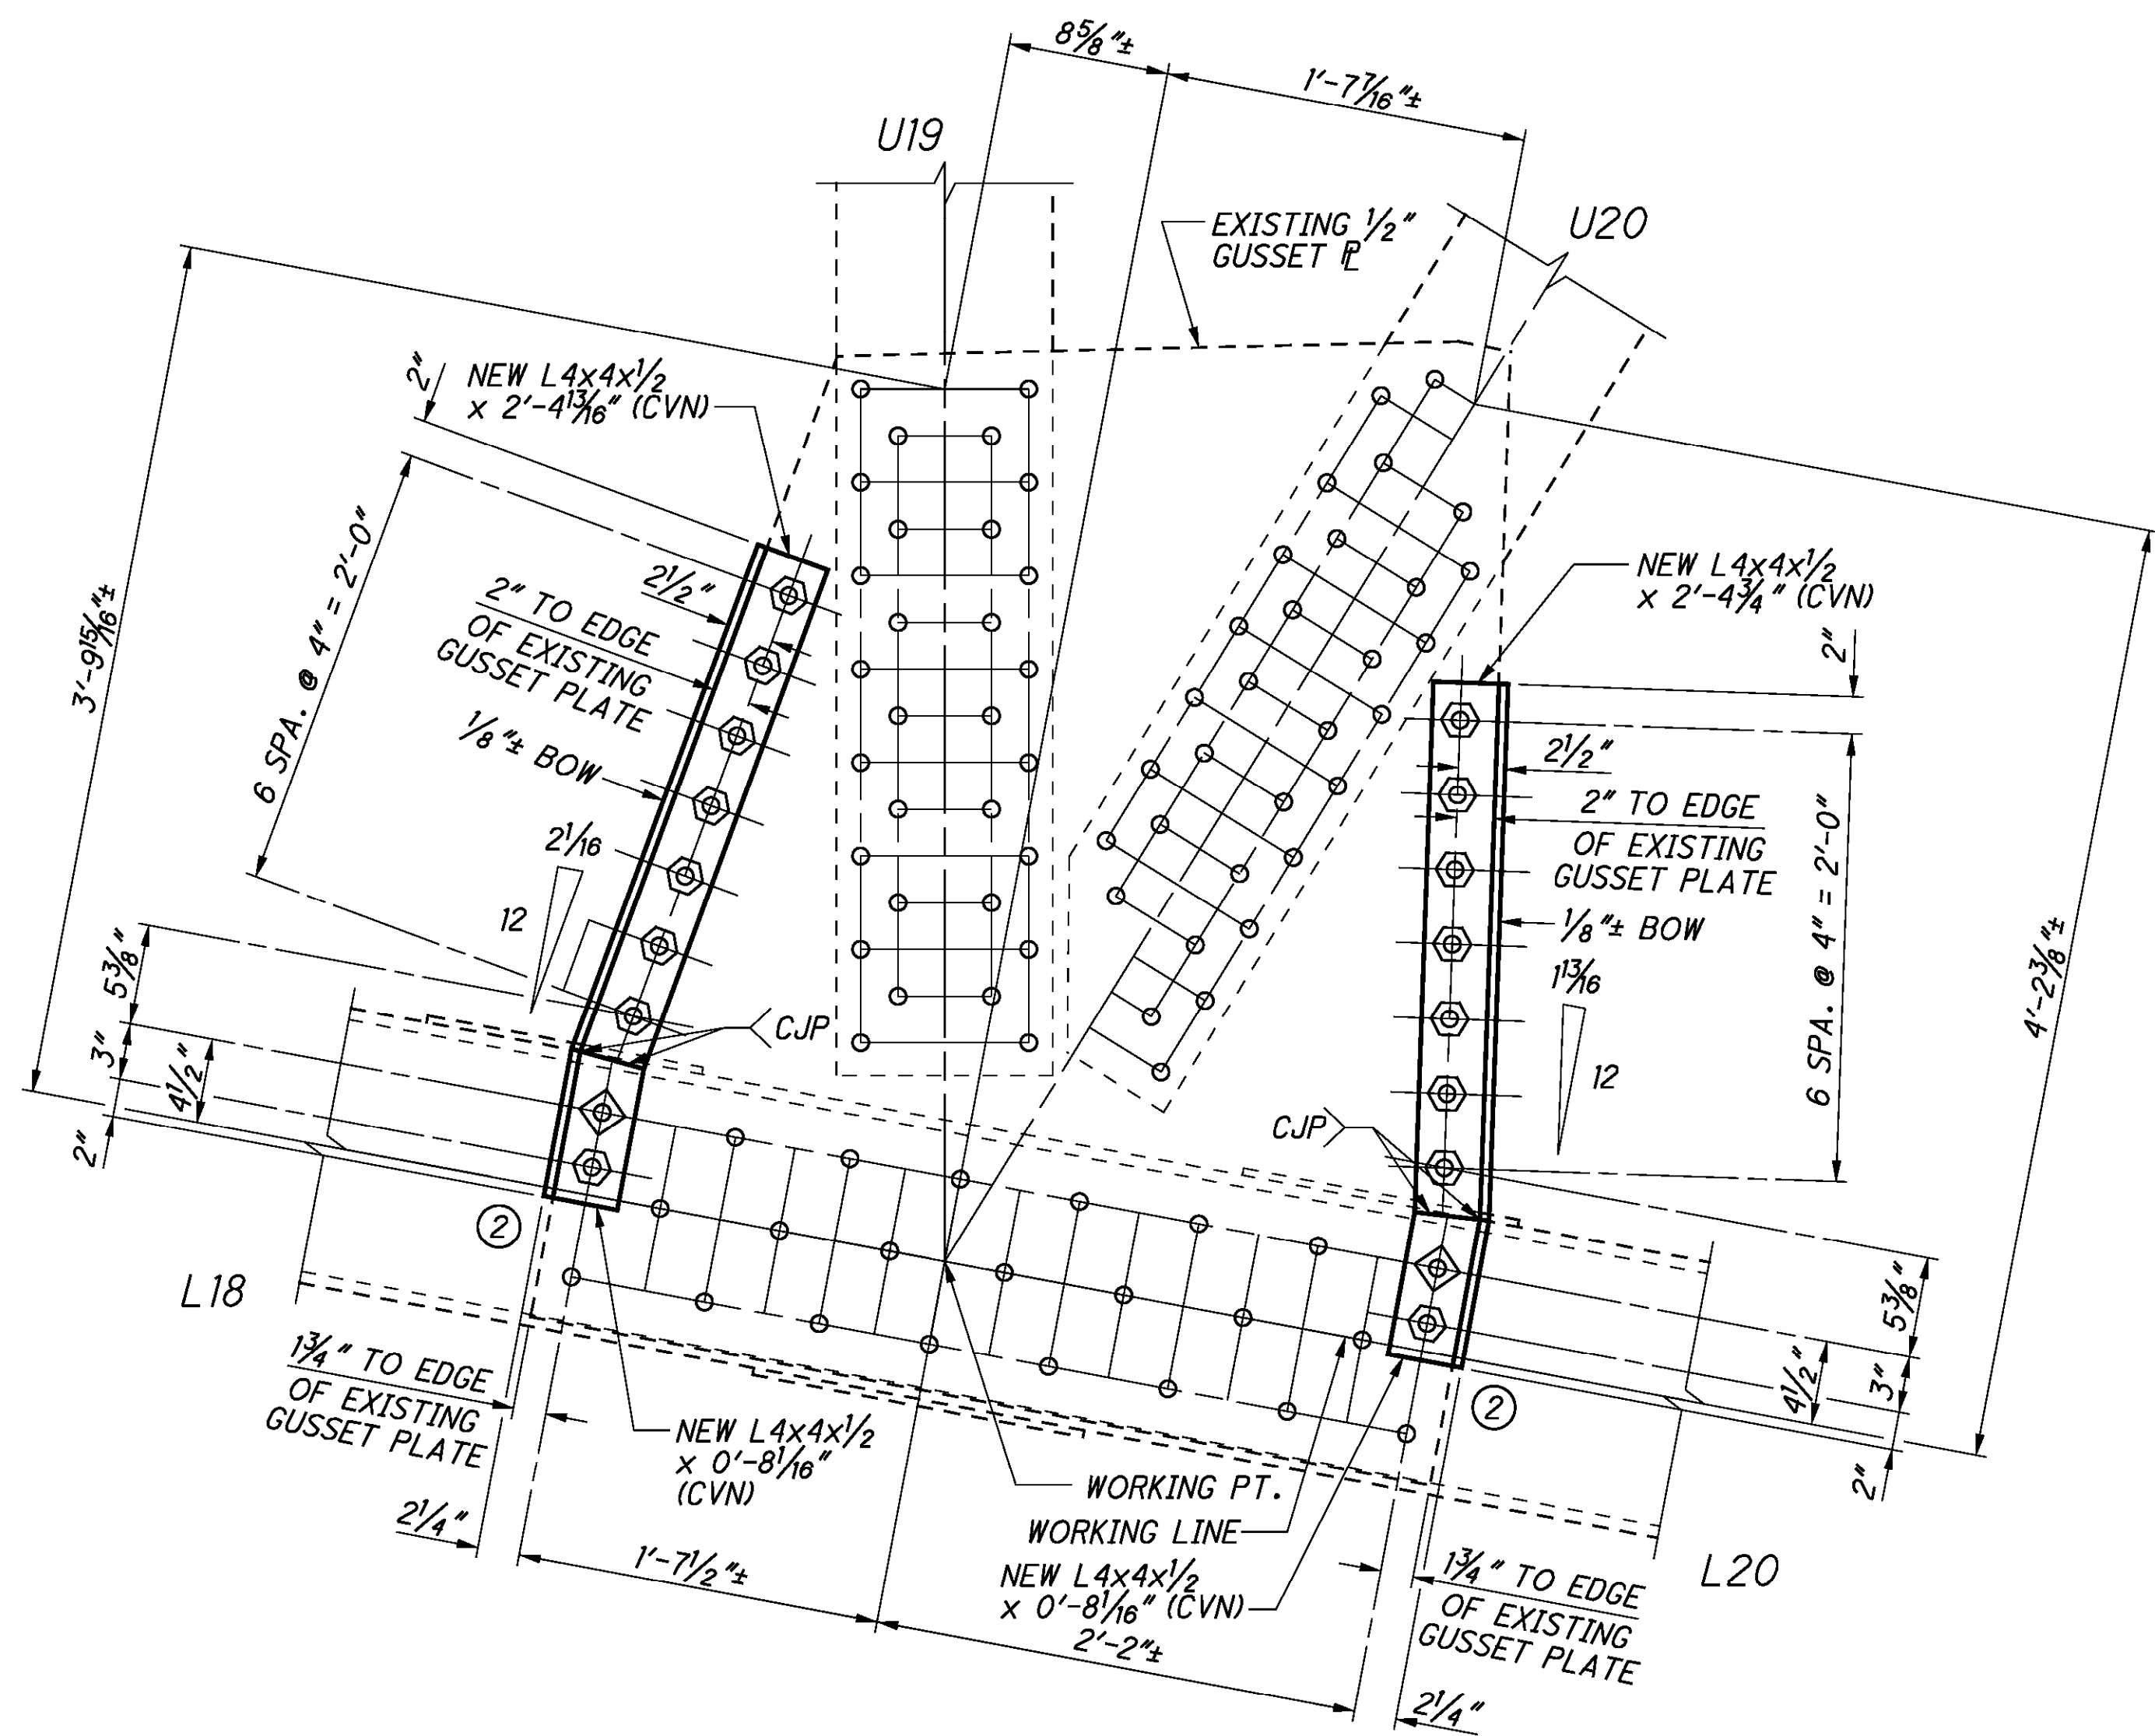 8⅝"±
1'-7⁷⁄₁₆"±
U19
U20
EXISTING ½"
GUSSET ℄
2"
NEW L4x4x½
x 2'-4¹³⁄₁₆" (CVN)
3'-9¹⁵⁄₁₆"±
6 SPA. @ 4" = 2'-0"
2½"
2" TO EDGE
OF EXISTING
GUSSET PLATE
⅛"± BOW
2¹⁄₁₆
12
NEW L4x4x½
x 2'-4¾" (CVN)
2"
2½"
2" TO EDGE
OF EXISTING
GUSSET PLATE
⅛"± BOW
1¹³⁄₁₆
12
6 SPA. @ 4" = 2'-0"
4'-2⅜"±
5⅜"
3"
4½"
2"
CJP
CJP
2
L18
1¾" TO EDGE
OF EXISTING
GUSSET PLATE
2¼"
NEW L4x4x½
x 0'-8¹⁄₁₆"
(CVN)
1'-7½"±
WORKING PT.
WORKING LINE
NEW L4x4x½
x 0'-8¹⁄₁₆" (CVN)
2'-2"±
2
5⅜"
3"
4½"
2"
L20
1¾" TO EDGE
OF EXISTING
GUSSET PLATE
2¼"